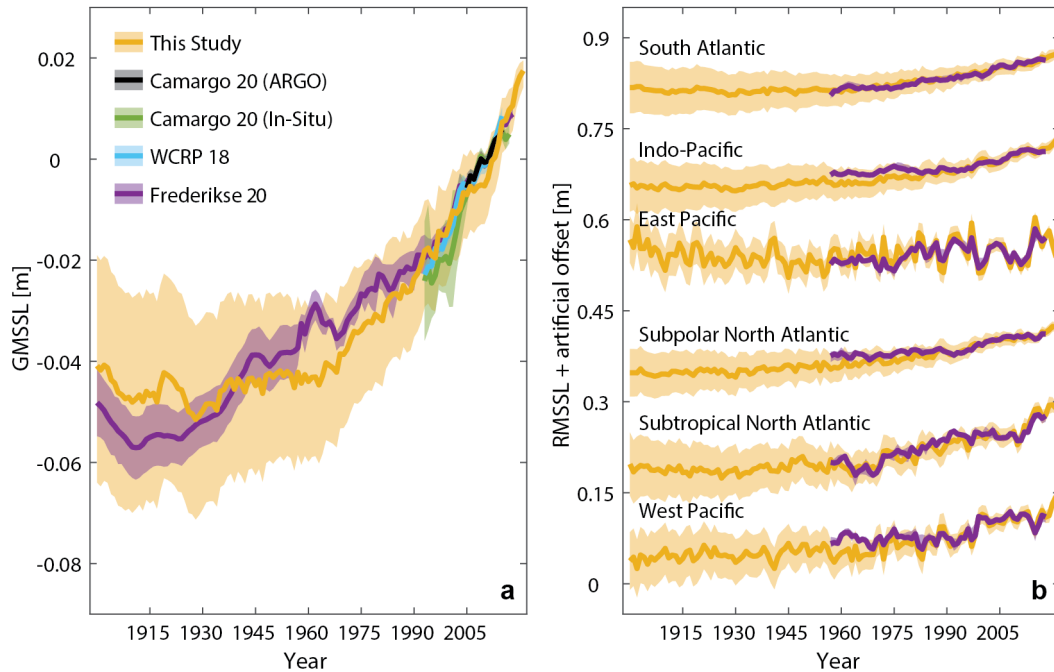 This Study
Camargo 20 (ARGO)
Camargo 20 (In-Situ)
WCRP 18
Frederikse 20
0.02
0
-0.02
-0.04
-0.06
-0.08
GMSSL [m]
1915 1930 1945 1960 1975 1990 2005
Year
a
South Atlantic
Indo-Pacific
East Pacific
Subpolar North Atlantic
Subtropical North Atlantic
West Pacific
0.9
0.75
0.6
0.45
0.3
0.15
0
RMSSL + artificial offset [m]
1915 1930 1945 1960 1975 1990 2005
Year
b